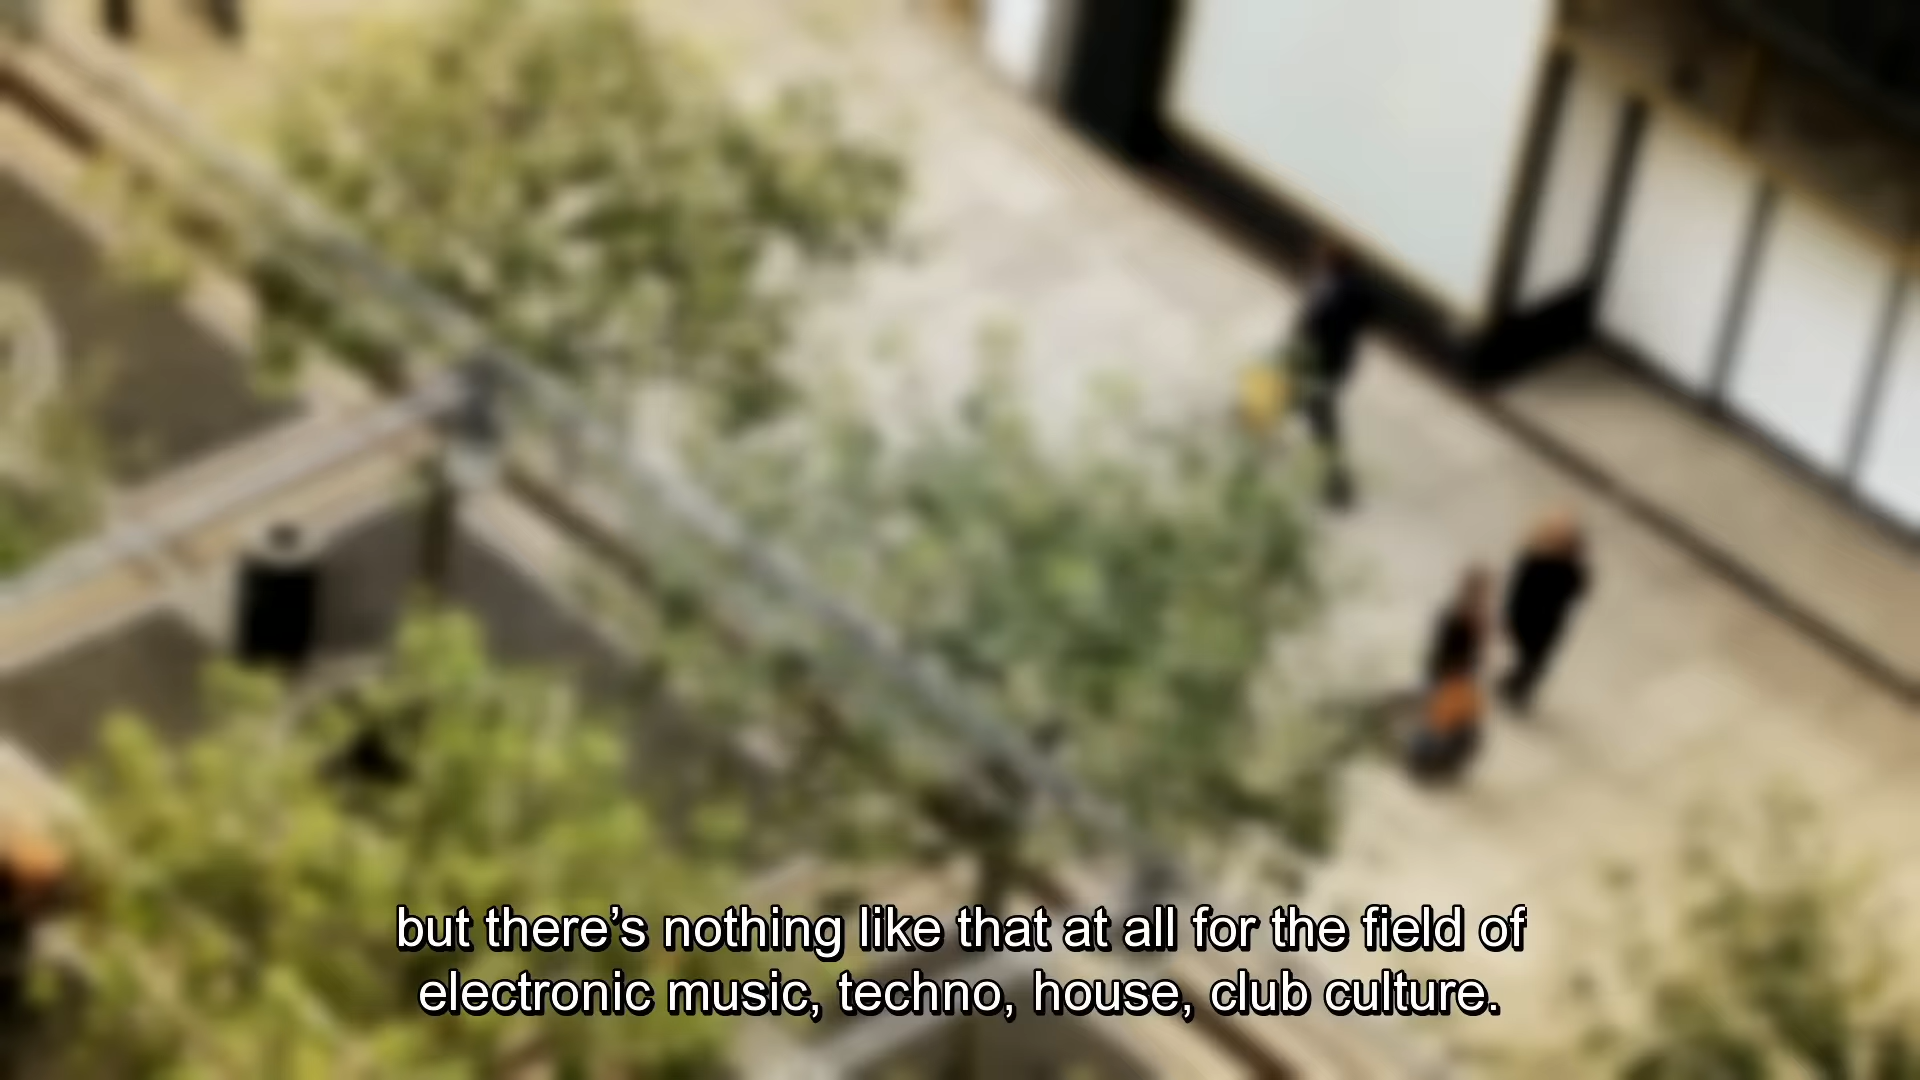 but there’s nothing like that at all for the field of
electronic music, techno, house, club culture.